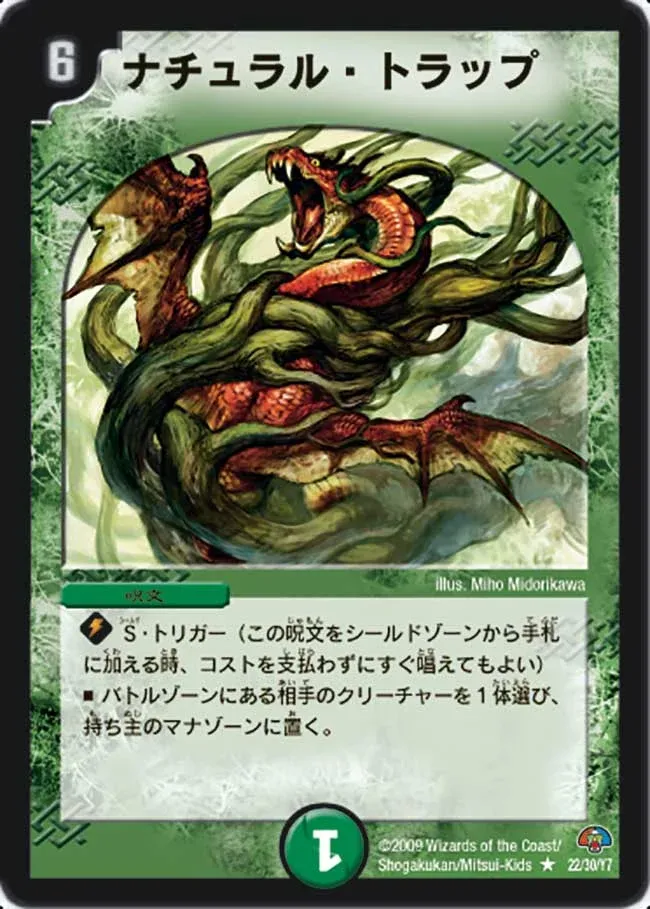 6
ナチュラル・トラップ
illus. Miho Midorikawa
呪文
S・トリガー（この呪文をシールドゾーンから手札
に加える時、コストを支払わずにすぐ唱えてもよい）
■ バトルゾーンにある相手のクリーチャーを1体選び、
持ち主のマナゾーンに置く。
1
©2009 Wizards of the Coast/
Shogakukan/Mitsui-Kids ★ 22/30/Y7